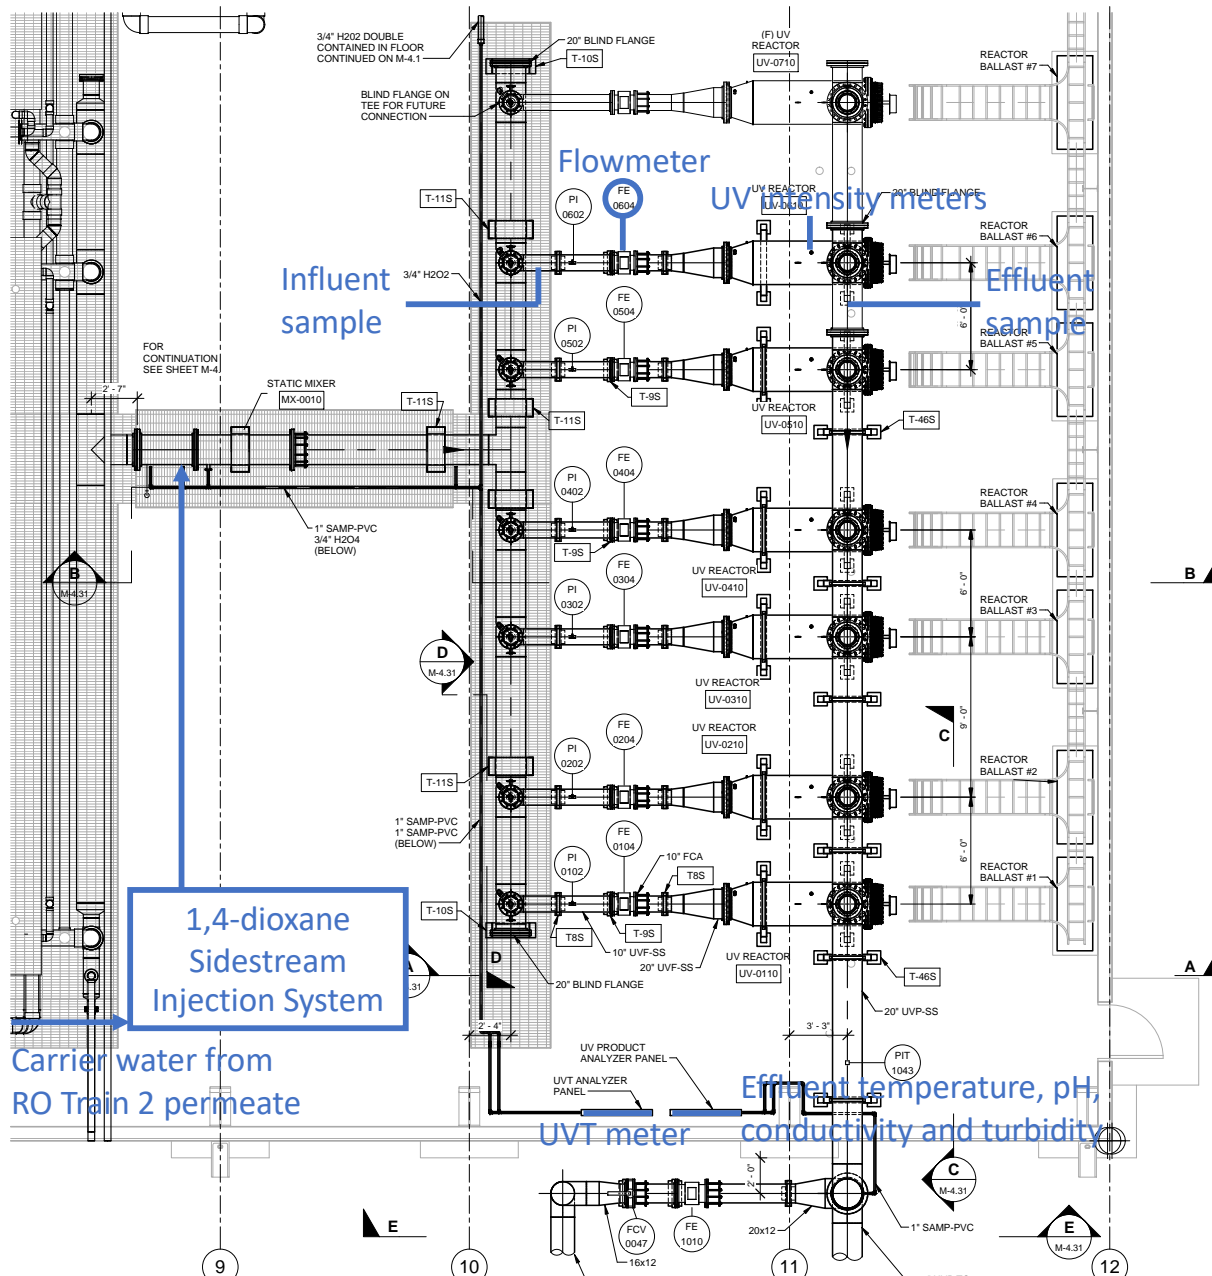 3/4" H202 DOUBLE
CONTAINED IN FLOOR
CONTINUED ON M-4.1
20" BLIND FLANGE
T-10S
(F) UV
REACTOR
UV-0710
REACTOR
BALLAST #7
BLIND FLANGE ON
TEE FOR FUTURE
CONNECTION
Flowmeter
T-11S
PI
0602
FE
0604
UV REACTOR
UV-0610
20" BLIND FLANGE
UV intensity meters
REACTOR
BALLAST #6
Influent
sample
3/4" H2O2
Effluent
sample
6' - 0"
PI
0502
FE
0504
REACTOR
BALLAST #5
FOR
CONTINUATION
SEE SHEET M-4
2' - 7"
STATIC MIXER
MX-0010
T-11S
T-11S
T-9S
UV REACTOR
UV-0510
T-46S
PI
0402
FE
0404
REACTOR
BALLAST #4
1" SAMP-PVC
3/4" H2O4
(BELOW)
T-9S
UV REACTOR
UV-0410
6' - 0"
B
M-4.31
B
PI
0302
FE
0304
REACTOR
BALLAST #3
D
M-4.31
UV REACTOR
UV-0310
9' - 0"
C
PI
0202
FE
0204
UV REACTOR
UV-0210
REACTOR
BALLAST #2
T-11S
1" SAMP-PVC
1" SAMP-PVC
(BELOW)
6' - 0"
PI
0102
FE
0104
10" FCA
T8S
REACTOR
BALLAST #1
1,4-dioxane
Sidestream
Injection System
T-10S
T8S
T-9S
10" UVF-SS
20" UVF-SS
UV REACTOR
UV-0110
T-46S
A
4.31
D
20" BLIND FLANGE
A
20" UVP-SS
2' - 4"
3' - 3"
Carrier water from
RO Train 2 permeate
UV PRODUCT
ANALYZER PANEL
UVT ANALYZER
PANEL
PIT
1043
UVT meter
Effluent temperature, pH,
conductivity and turbidity
2' - 0"
C
M-4.31
E
FCV
0047
16x12
FE
1010
20x12
1" SAMP-PVC
E
M-4.31
9
10
11
12